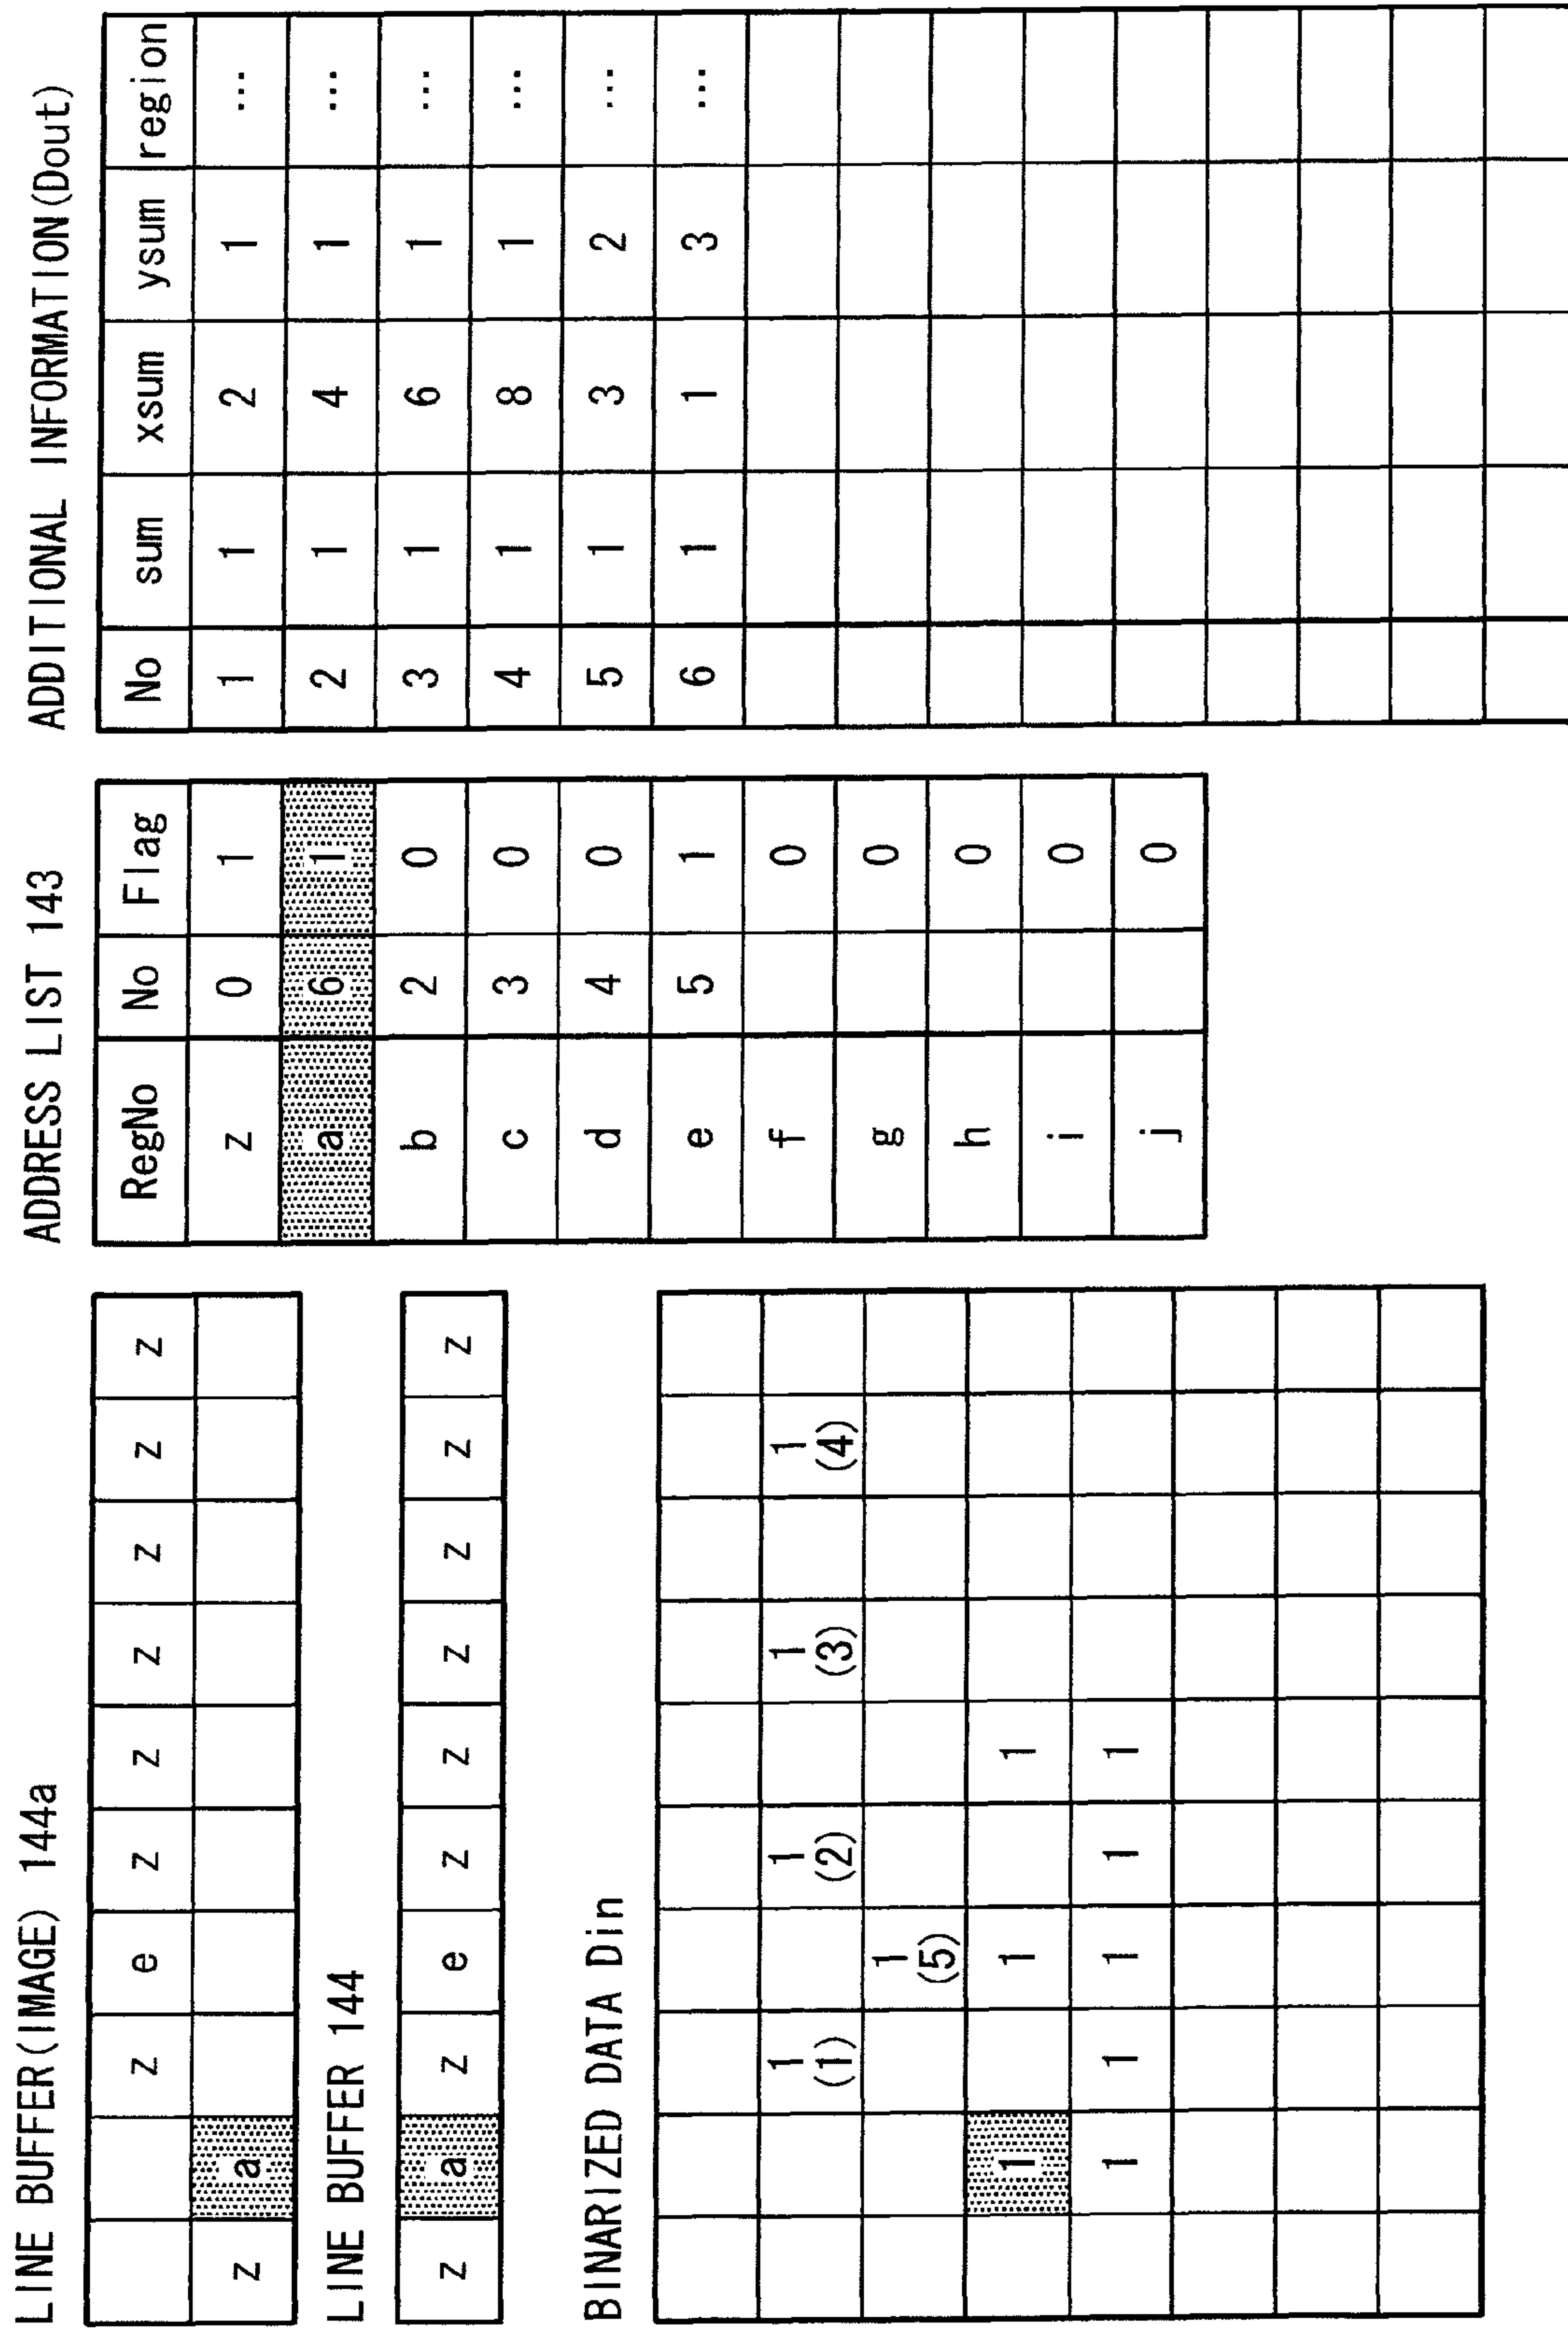 LINE BUFFER(IMAGE) 144a
z e z z z z z z
z a
LINE BUFFER 144
z a z e z z z z z z
BINARIZED DATA Din
1 1 1 1
(1) (2) (3) (4)
1
(5)
1 1 1
1 1 1 1 1
ADDRESS LIST 143
RegNo No Flag
z 0 1
a 6 1
b 2 0
c 3 0
d 4 0
e 5 1
f 0
g 0
h 0
i 0
j 0
ADDITIONAL INFORMATION(Dout)
No sum xsum ysum region
1 1 2 1 ...
2 1 4 1 ...
3 1 6 1 ...
4 1 8 1 ...
5 1 3 2 ...
6 1 1 3 ...